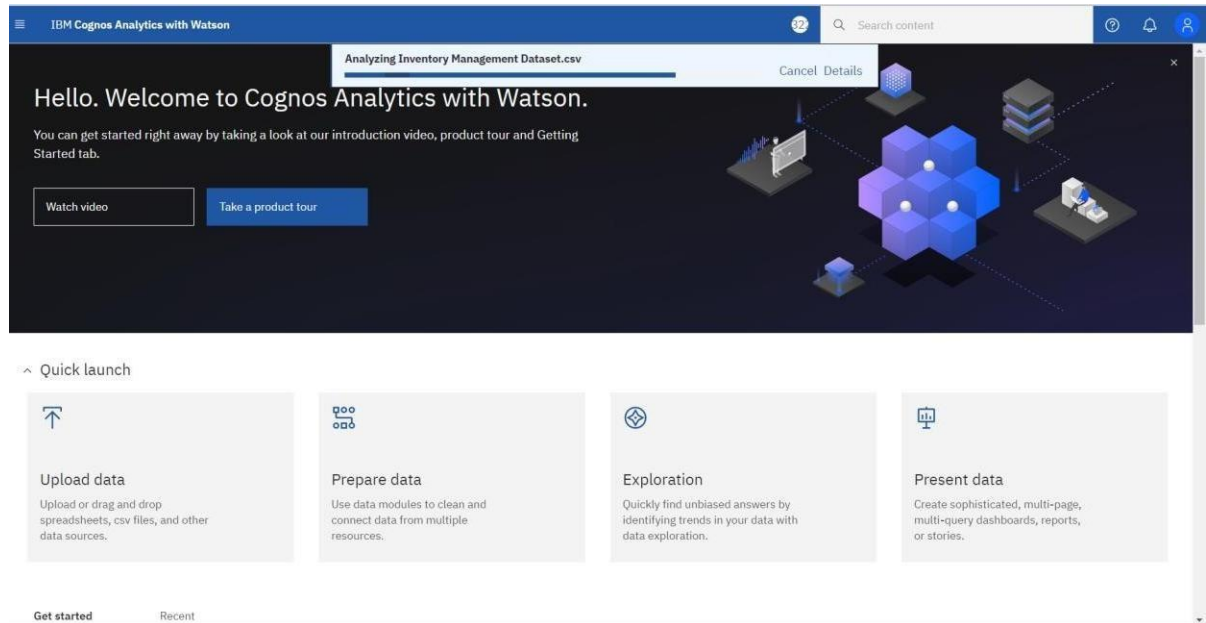 IBM Cognos Analytics with Watson
Search content
Analyzing Inventory Management Dataset.csv
Cancel Details
Hello. Welcome to Cognos Analytics with Watson.
You can get started right away by taking a look at our introduction video, product tour and Getting
Started tab.
Watch video
Take a product tour
Quick launch
Upload data
Upload or drag and drop
spreadsheets, csv files, and other
data sources.
Prepare data
Use data modules to clean and
connect data from multiple
resources.
Exploration
Quickly find unbiased answers by
identifying trends in your data with
data exploration.
Present data
Create sophisticated, multi-page,
multi-query dashboards, reports,
or stories.
Get started
Recent